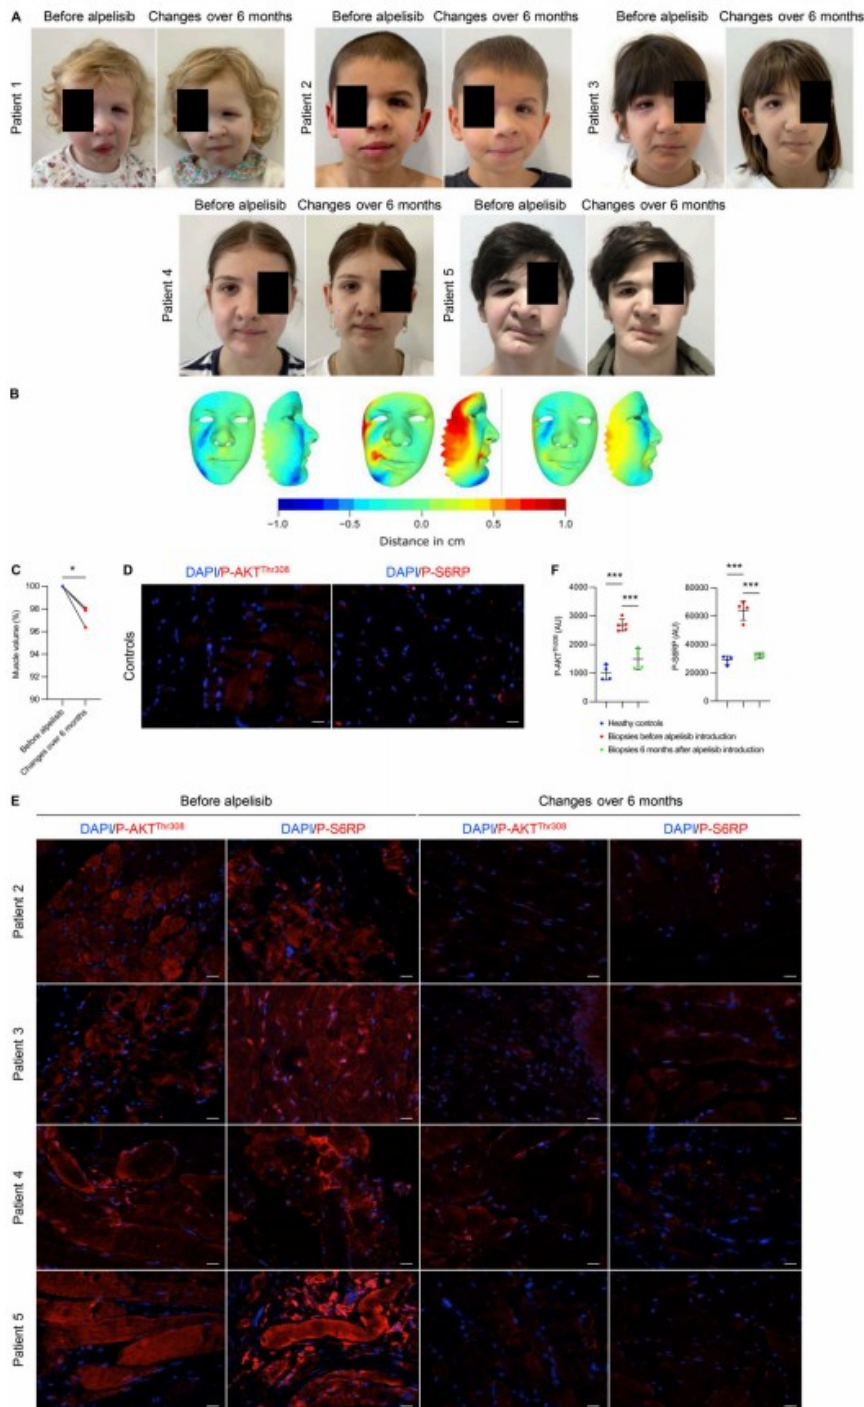 A
Before alpelisib Changes over 6 months
Before alpelisib Changes over 6 months
Before alpelisib Changes over 6 months
Patient 1
Patient 2
Patient 3
Before alpelisib Changes over 6 months
Before alpelisib Changes over 6 months
Patient 4
Patient 5
B
−1.0 −0.5 0.0 0.5 1.0
Distance in cm
C
*
Muscle volume (%)
100
98
96
94
92
90
Before alpelisib
Changes over 6 months
D
DAPI/P-AKTThr308 DAPI/P-S6RP
Controls
F
***
***
P-AKTThr308 (AU)
4000
3000
2000
1000
0
***
***
P-S6RP (AU)
80000
60000
40000
20000
0
Healthy controls
Biopsies before alpelisib introduction
Biopsies 6 months after alpelisib introduction
E
Before alpelisib Changes over 6 months
DAPI/P-AKTThr308 DAPI/P-S6RP DAPI/P-AKTThr308 DAPI/P-S6RP
Patient 2
Patient 3
Patient 4
Patient 5